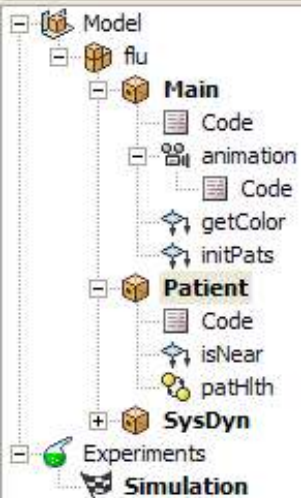 Model
flu
Main
Code
animation
Code
getColor
initPats
Patient
Code
isNear
patHlth
SysDyn
Experiments
Simulation